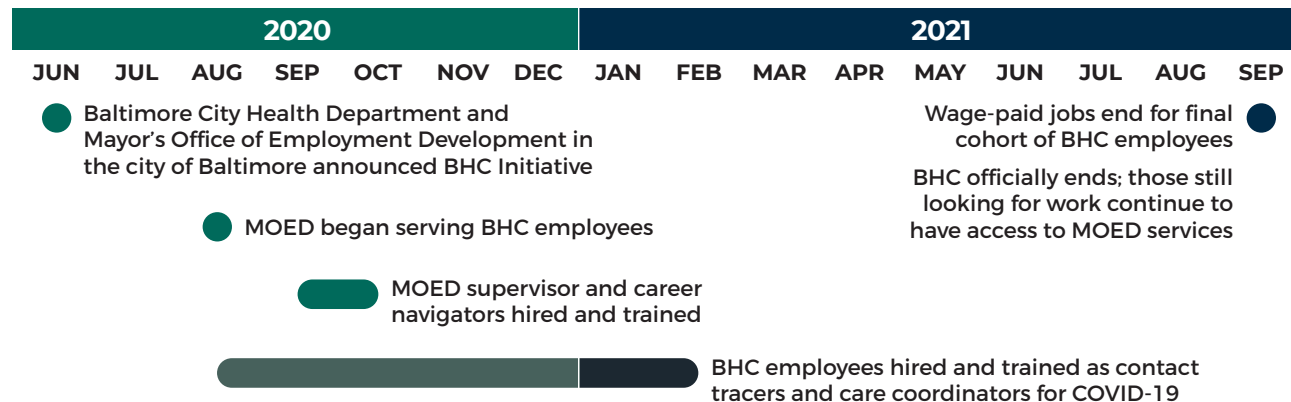 2020 2021
JUN JUL AUG SEP OCT NOV DEC JAN FEB MAR APR MAY JUN JUL AUG SEP
Baltimore City Health Department and
Mayor’s Office of Employment Development in
the city of Baltimore announced BHC Initiative
Wage-paid jobs end for final
cohort of BHC employees
BHC officially ends; those still
looking for work continue to
have access to MOED services
MOED began serving BHC employees
MOED supervisor and career
navigators hired and trained
BHC employees hired and trained as contact
tracers and care coordinators for COVID-19